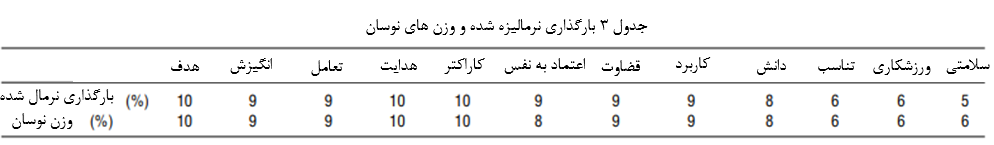 جدول ۳ بارگذاری نرمالیزه شده و وزن های نوسان
هدف انگیزش تعامل هدایت کاراکتر اعتماد به نفس قضاوت کاربرد دانش تناسب ورزشکاری سلامتی
بارگذاری نرمال شده (%) 10 9 9 10 10 9 9 9 8 6 6 5
وزن نوسان (%) 10 9 9 10 10 8 9 9 8 6 6 6